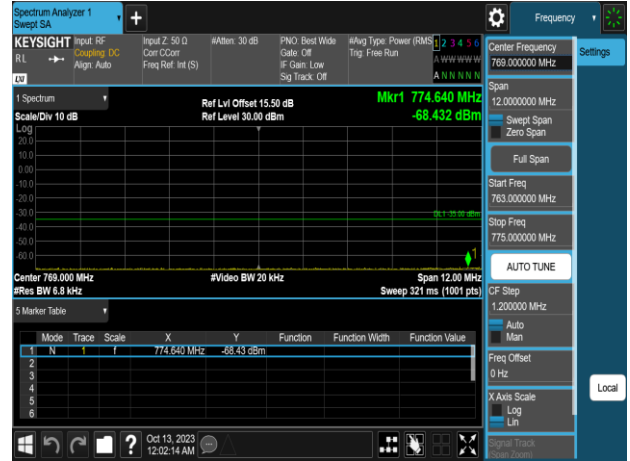 Spectrum Analyzer 1
Swept SA
Frequency
KEYSIGHT
RL
LXI
Input: RF
Coupling: DC
Align: Auto
Input Z: 50 Ω
Corr CCorr
Freq Ref: Int (S)
#Atten: 30 dB
PNO: Best Wide
Gate: Off
IF Gain: Low
Sig Track: Off
#Avg Type: Power (RMS
Trig: Free Run
1 2 3 4 5 6
A W W W W W
A N N N N N
1 Spectrum
Scale/Div 10 dB
Ref Lvl Offset 15.50 dB
Ref Level 30.00 dBm
Mkr1 774.640 MHz
-68.432 dBm
Log
20.0
10.0
0.00
-10.0
-20.0
-30.0
-40.0
-50.0
-60.0
DL1 -35.00 dBm
1
Center 769.000 MHz
#Video BW 20 kHz
Span 12.00 MHz
#Res BW 6.8 kHz
Sweep 321 ms (1001 pts)
5 Marker Table
Mode Trace Scale X Y Function Function Width Function Value
1 N 1 f 774.640 MHz -68.43 dBm
2
3
4
5
6
?
Oct 13, 2023
12:02:14 AM
Center Frequency
769.000000 MHz
Span
12.0000000 MHz
Swept Span
Zero Span
Full Span
Start Freq
763.000000 MHz
Stop Freq
775.000000 MHz
AUTO TUNE
CF Step
1.200000 MHz
Auto
Man
Freq Offset
0 Hz
X Axis Scale
Log
Lin
Signal Track
(Span Zoom)
Settings
Local